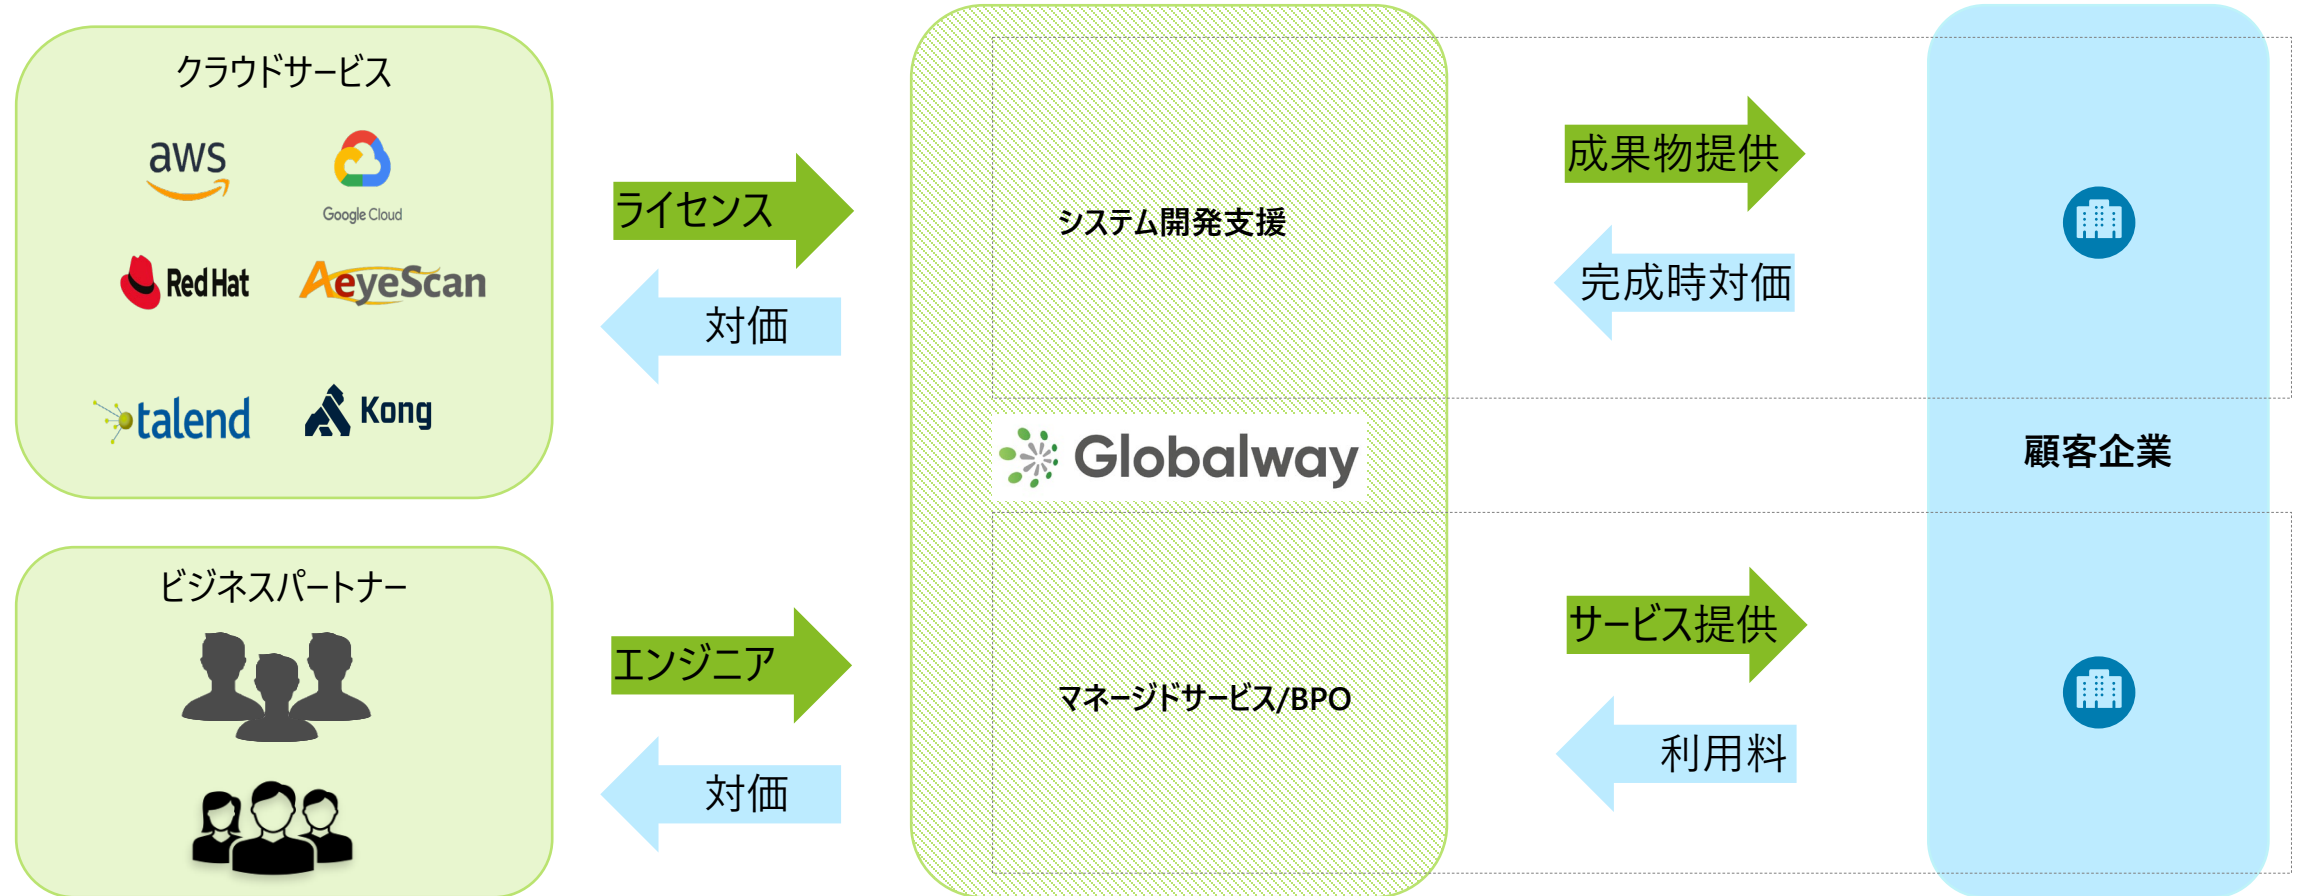 クラウドサービス
aws
Google Cloud
Red Hat
AeyeScan
talend
Kong
ビジネスパートナー
ライセンス
対価
エンジニア
対価
システム開発支援
Globalway
マネージドサービス/BPO
成果物提供
完成時対価
サービス提供
利用料
顧客企業